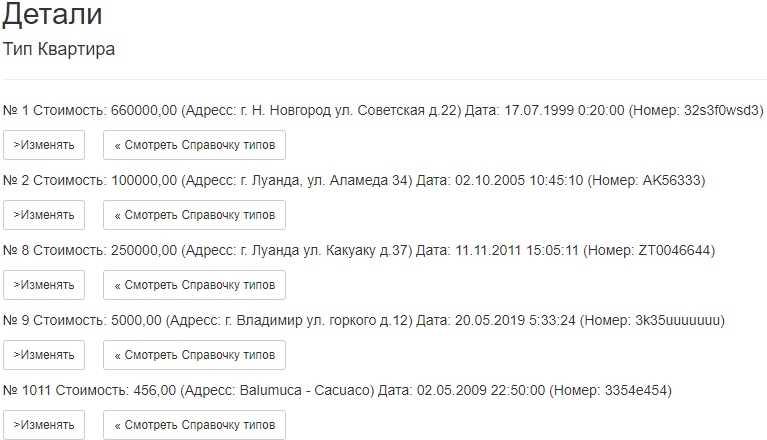 Детали
Тип Квартира
№ 1 Стоимость: 660000,00 (Адресс: г. Н. Новгород ул. Советская д.22) Дата: 17.07.1999 0:20:00 (Номер: 32s3f0wsd3)
>Изменять « Смотреть Справочку типов
№ 2 Стоимость: 100000,00 (Адресс: г. Луанда, ул. Аламеда 34) Дата: 02.10.2005 10:45:10 (Номер: AK56333)
>Изменять « Смотреть Справочку типов
№ 8 Стоимость: 250000,00 (Адресс: г. Луанда ул. Какуаку д.37) Дата: 11.11.2011 15:05:11 (Номер: ZT0046644)
>Изменять « Смотреть Справочку типов
№ 9 Стоимость: 5000,00 (Адресс: г. Владимир ул. горкого д.12) Дата: 20.05.2019 5:33:24 (Номер: 3k35uuuuuuu)
>Изменять « Смотреть Справочку типов
№ 1011 Стоимость: 456,00 (Адресс: Balumuca - Cacuaco) Дата: 02.05.2009 22:50:00 (Номер: 3354e454)
>Изменять « Смотреть Справочку типов